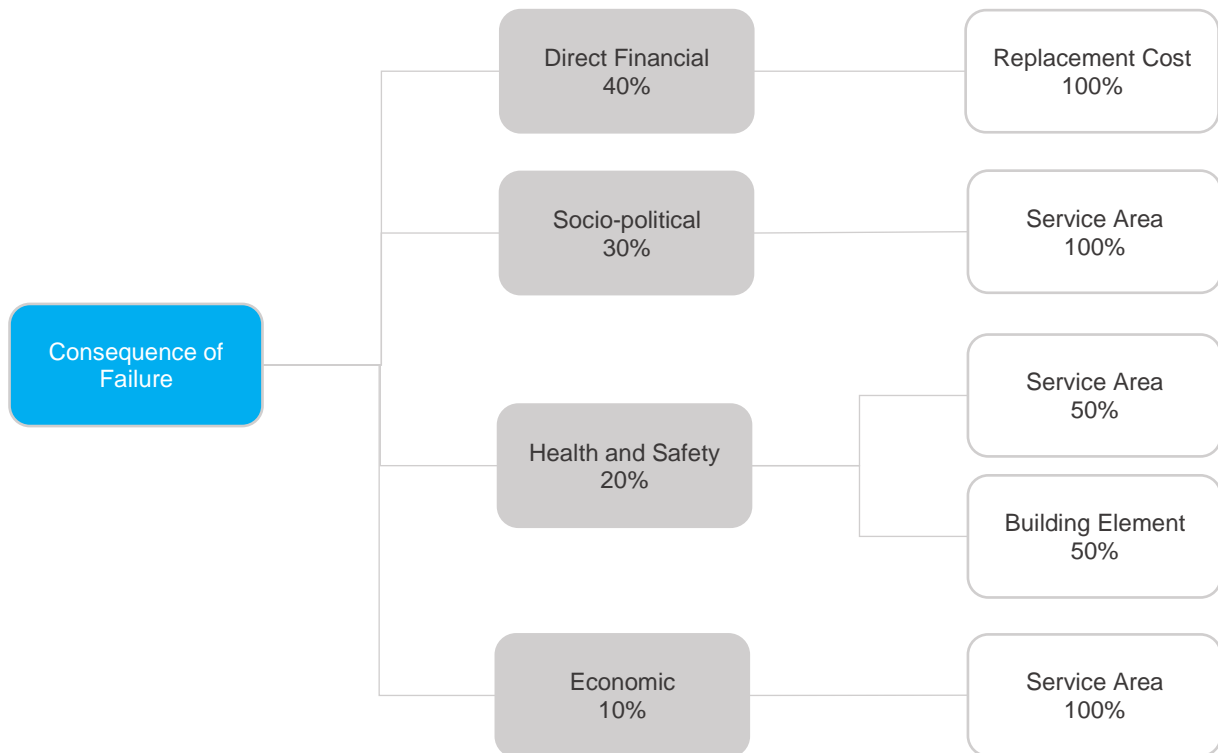 Direct Financial
40%
Replacement Cost
100%
Socio-political
30%
Service Area
100%
Consequence of
Failure
Health and Safety
20%
Service Area
50%
Building Element
50%
Economic
10%
Service Area
100%